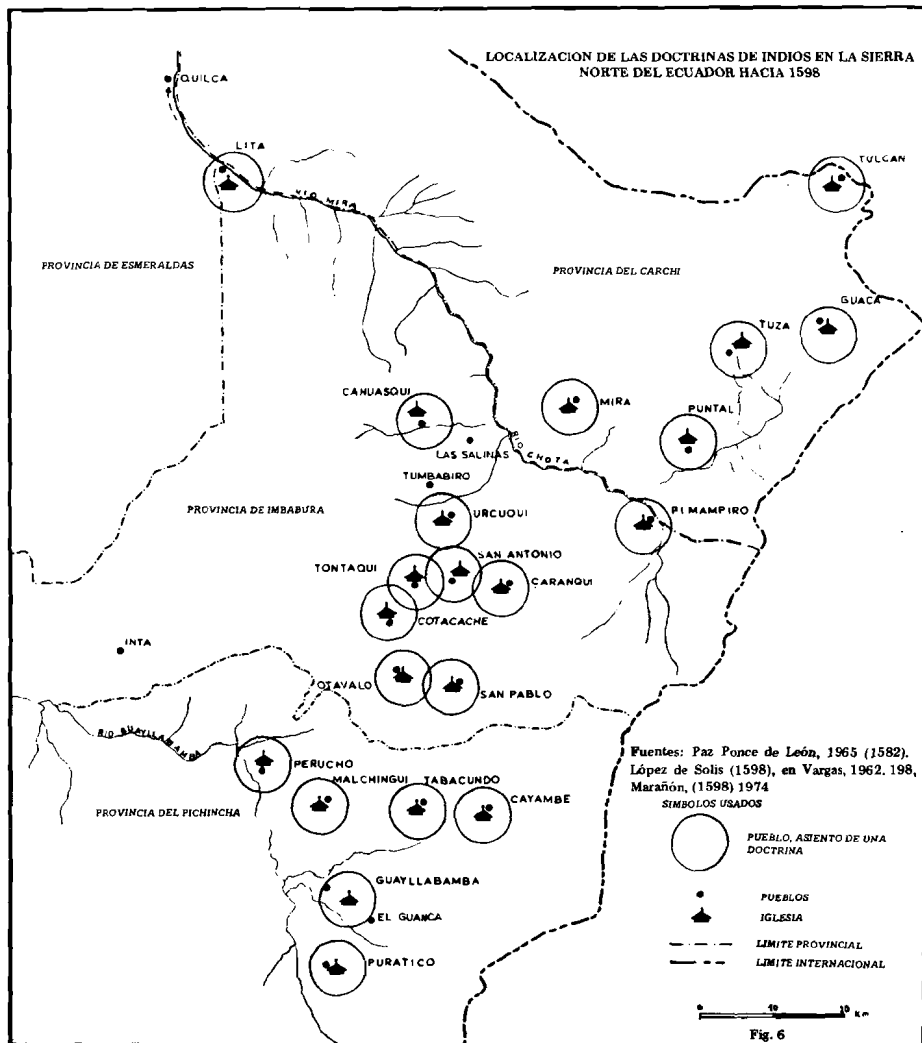 LOCALIZACION DE LAS DOCTRINAS DE INDIOS EN LA SIERRA
NORTE DEL ECUADOR HACIA 1598
QUILCA
LITA
RIO MIRA
TULCAN
PROVINCIA DE ESMERALDAS
PROVINCIA DEL CARCHI
GUACA
TUZA
CAHUASQUI
MIRA
PUNTAL
LAS SALINAS
RIO CHOTA
TUMBABIRO
PROVINCIA DE IMBABURA
URCUQUI
PIMAMPIRO
SAN ANTONIO
TONTAQUI
CARANQUI
COTACACHE
INTA
OTAVALO
SAN PABLO
RIO GUAYLLABAMBA
PERUCHO
MALCHINGUI
TABACUNDO
CAYAMBE
PROVINCIA DEL PICHINCHA
GUAYLLABAMBA
EL GUANCA
PURATICO
Fuentes: Paz Ponce de León, 1965 (1582).
López de Solis (1598), en Vargas, 1962. 198,
Marañón, (1598) 1974
SIMBOLOS USADOS
PUEBLO, ASIENTO DE UNA
DOCTRINA
PUEBLOS
IGLESIA
LIMITE PROVINCIAL
LIMITE INTERNACIONAL
0 10 20 Km
Fig. 6